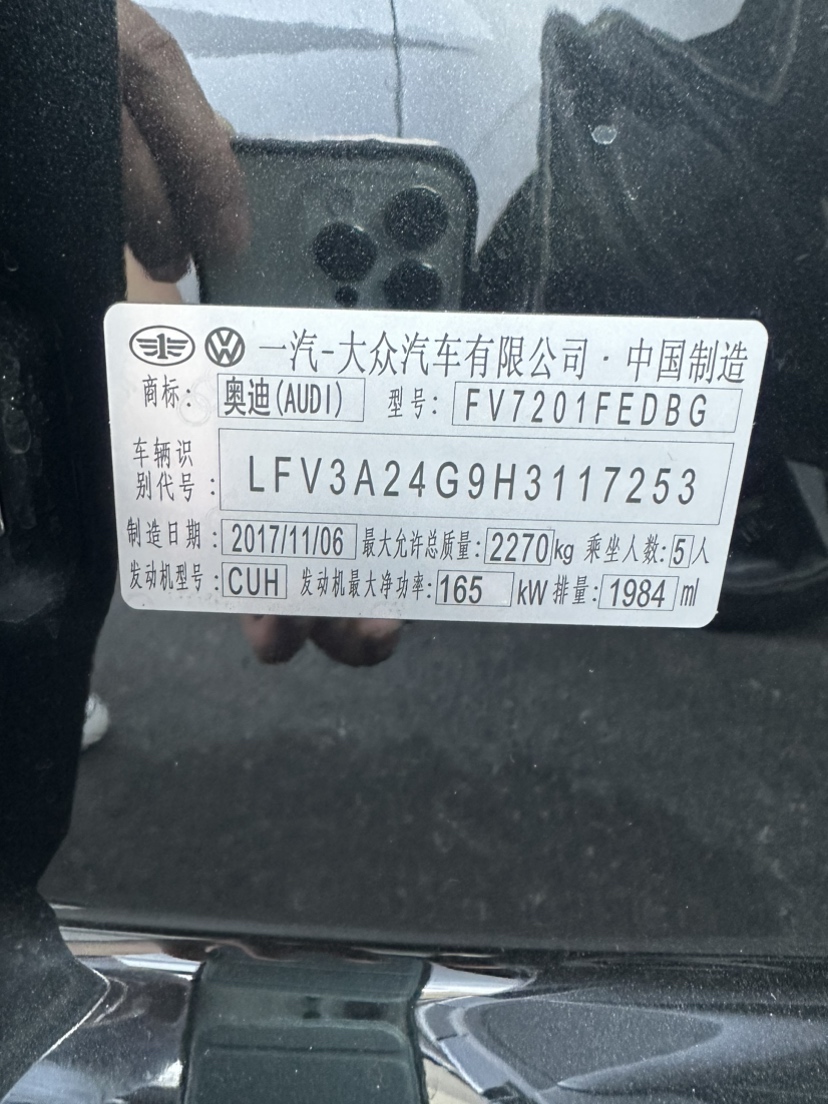 一汽-大众汽车有限公司·中国制造
商标: 奥迪(AUDI) 型号: FV7201FEDBG
车辆识
别代号: LFV3A24G9H3117253
制造日期: 2017/11/06 最大允许总质量: 2270kg 乘坐人数: 5人
发动机型号: CUH 发动机最大净功率: 165 kW 排量: 1984 ml